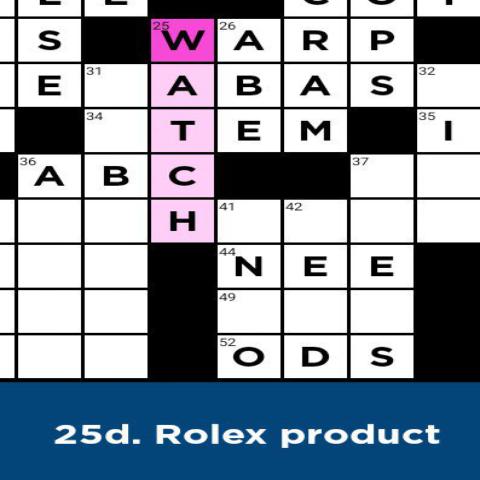 S 25 W 26 A R P
E 31 A B A S 32
34 T E M 35 I
36 A B C 37
H 41 42
44 N E E
49
52 O D S
25d. Rolex product